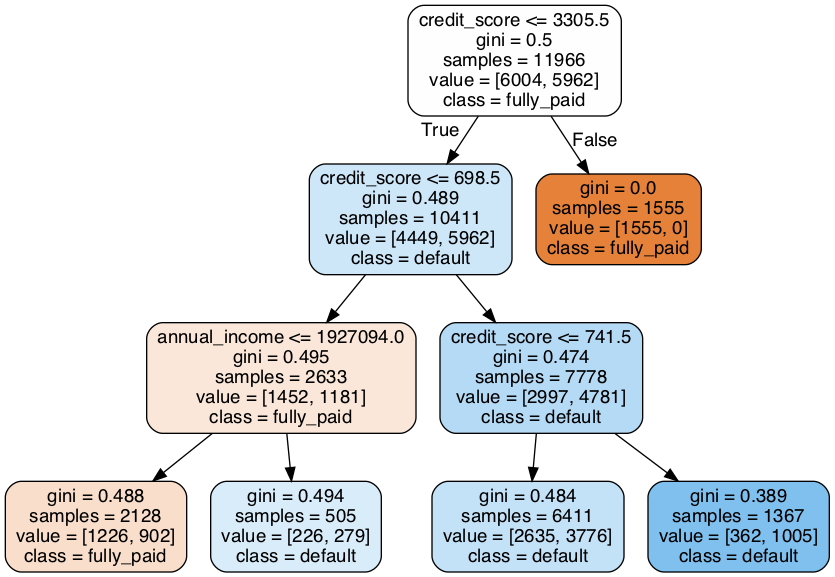 credit_score <= 3305.5
gini = 0.5
samples = 11966
value = [6004, 5962]
class = fully_paid
True
False
credit_score <= 698.5
gini = 0.489
samples = 10411
value = [4449, 5962]
class = default
gini = 0.0
samples = 1555
value = [1555, 0]
class = fully_paid
annual_income <= 1927094.0
gini = 0.495
samples = 2633
value = [1452, 1181]
class = fully_paid
credit_score <= 741.5
gini = 0.474
samples = 7778
value = [2997, 4781]
class = default
gini = 0.488
samples = 2128
value = [1226, 902]
class = fully_paid
gini = 0.494
samples = 505
value = [226, 279]
class = default
gini = 0.484
samples = 6411
value = [2635, 3776]
class = default
gini = 0.389
samples = 1367
value = [362, 1005]
class = default